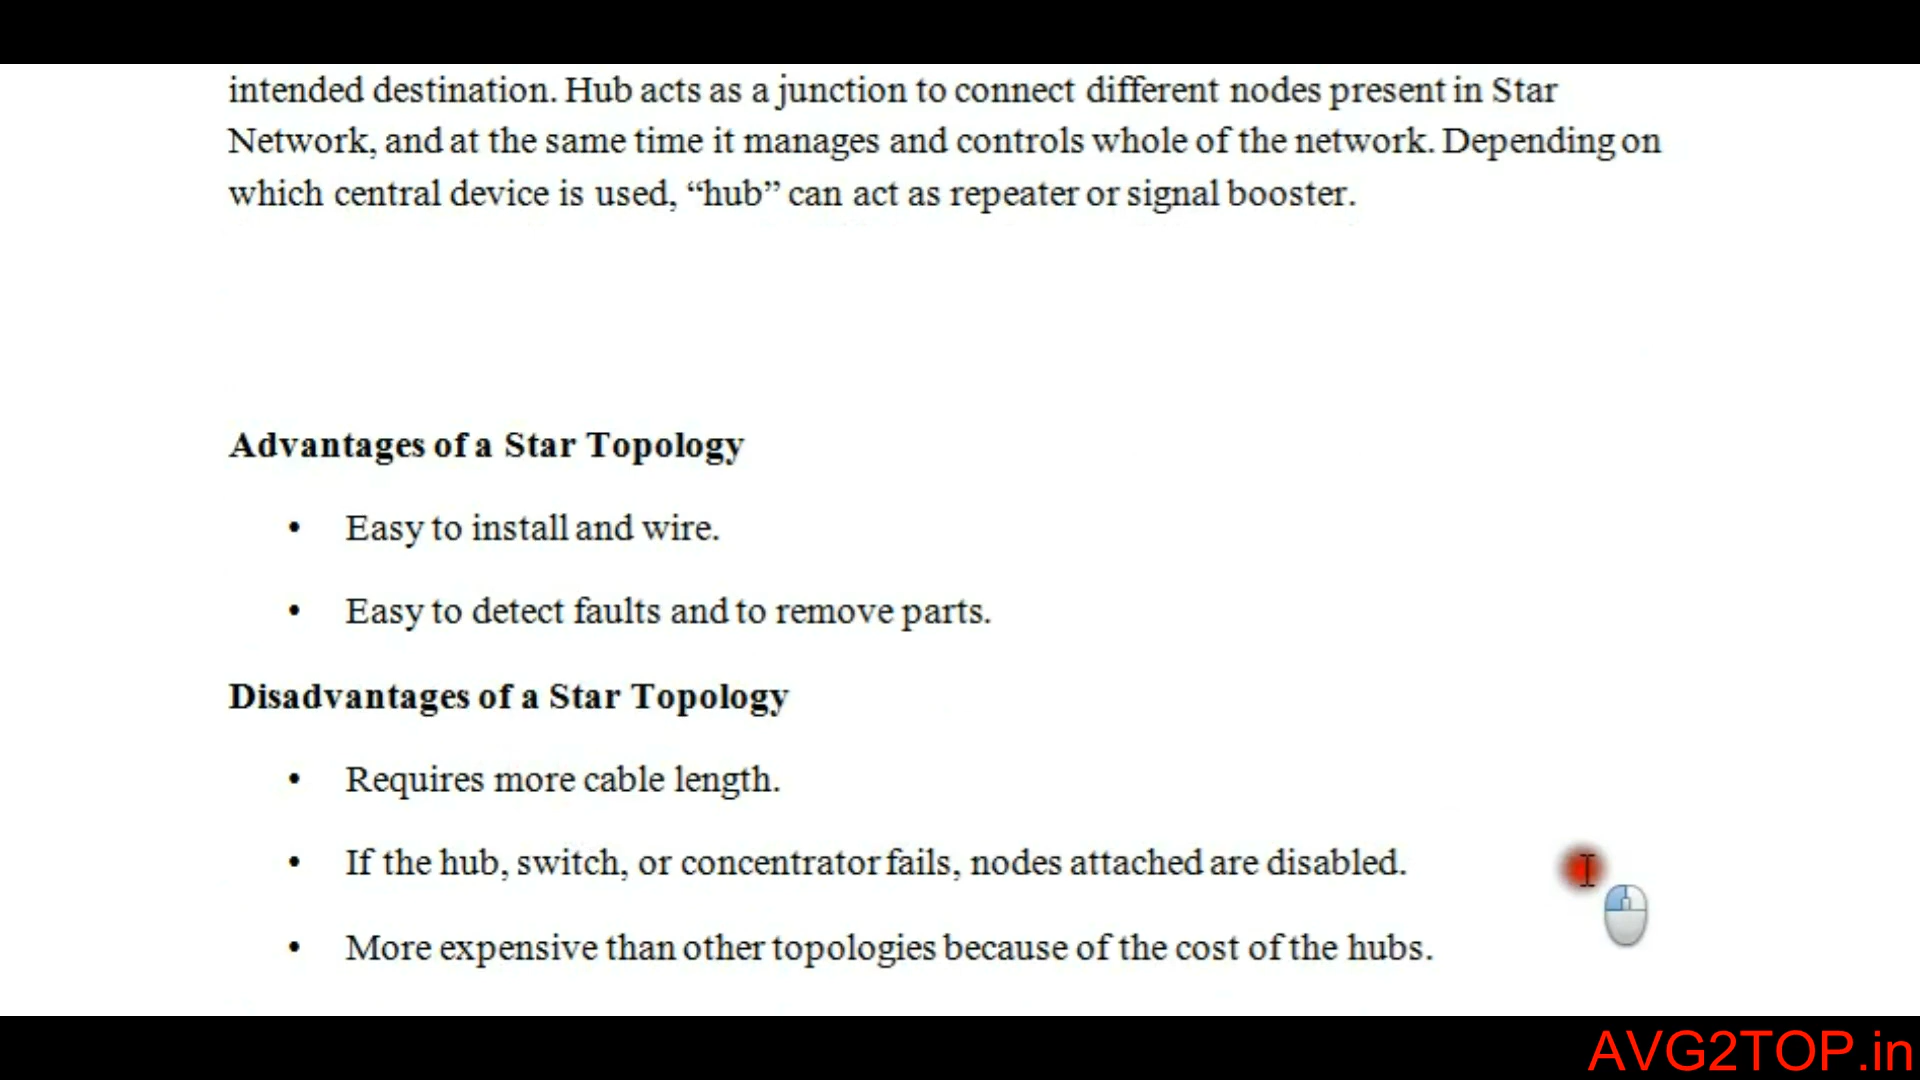 intended destination. Hub acts as a junction to connect different nodes present in Star
Network, and at the same time it manages and controls whole of the network. Depending on
which central device is used, “hub” can act as repeater or signal booster.
Advantages of a Star Topology
• Easy to install and wire.
• Easy to detect faults and to remove parts.
Disadvantages of a Star Topology
• Requires more cable length.
• If the hub, switch, or concentrator fails, nodes attached are disabled.
• More expensive than other topologies because of the cost of the hubs.
AVG2TOP.in